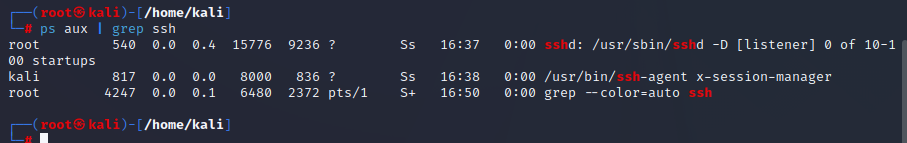 ┌──(root㉿kali)-[/home/kali]
└─# ps aux | grep ssh
root         540  0.0  0.4  15776  9236 ?        Ss   16:37   0:00 sshd: /usr/sbin/sshd -D [listener] 0 of 10-1
00 startups
kali         817  0.0  0.0   8000   836 ?        Ss   16:38   0:00 /usr/bin/ssh-agent x-session-manager
root        4247  0.0  0.1   6480  2372 pts/1    S+   16:50   0:00 grep --color=auto ssh
┌──(root㉿kali)-[/home/kali]
└─#